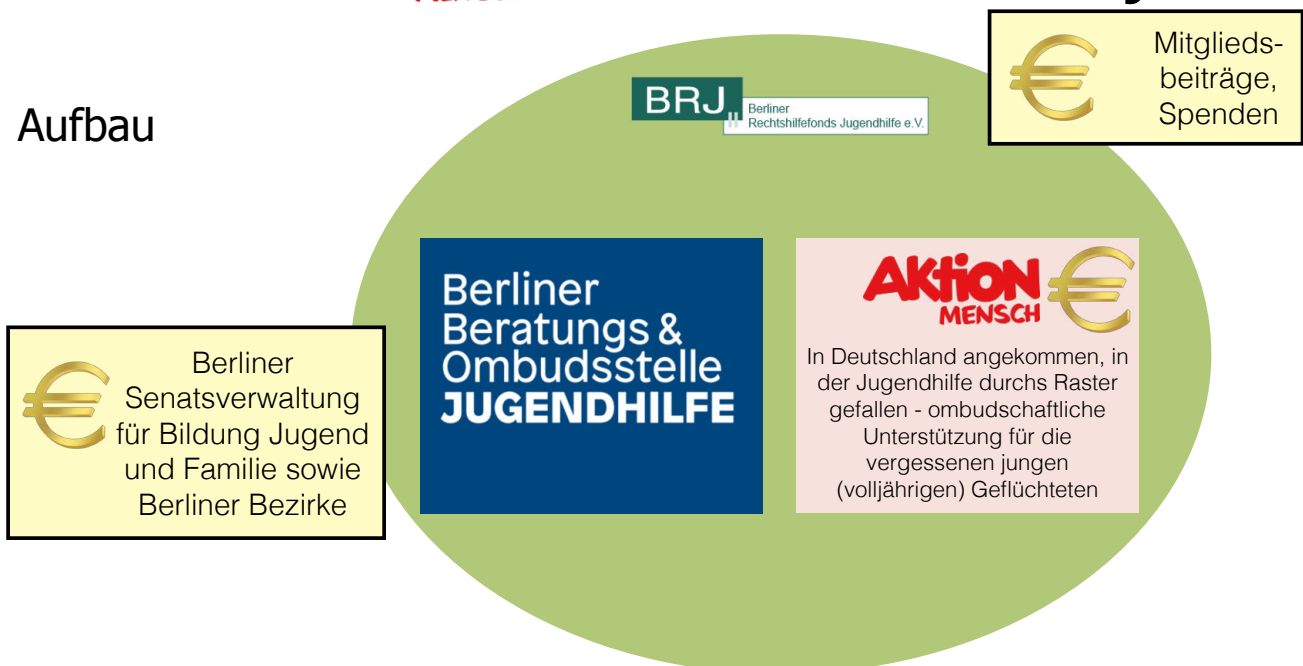 Mitglieds-
beiträge,
Spenden
Aufbau
BRJ
Berliner
Rechtshilfefonds Jugendhilfe e.V.
Berliner
Beratungs &
Ombudsstelle
JUGENDHILFE
AKTION
MENSCH
In Deutschland angekommen, in
der Jugendhilfe durchs Raster
gefallen - ombudschaftliche
Unterstützung für die
vergessenen jungen
(volljährigen) Geflüchteten
Berliner
Senatsverwaltung
für Bildung Jugend
und Familie sowie
Berliner Bezirke